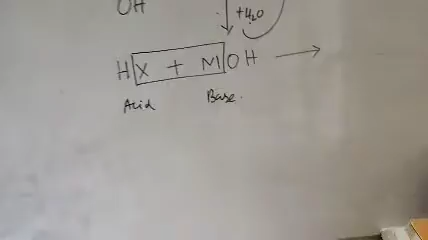 OH
+H₂O
HX + MOH →
Acid Base.